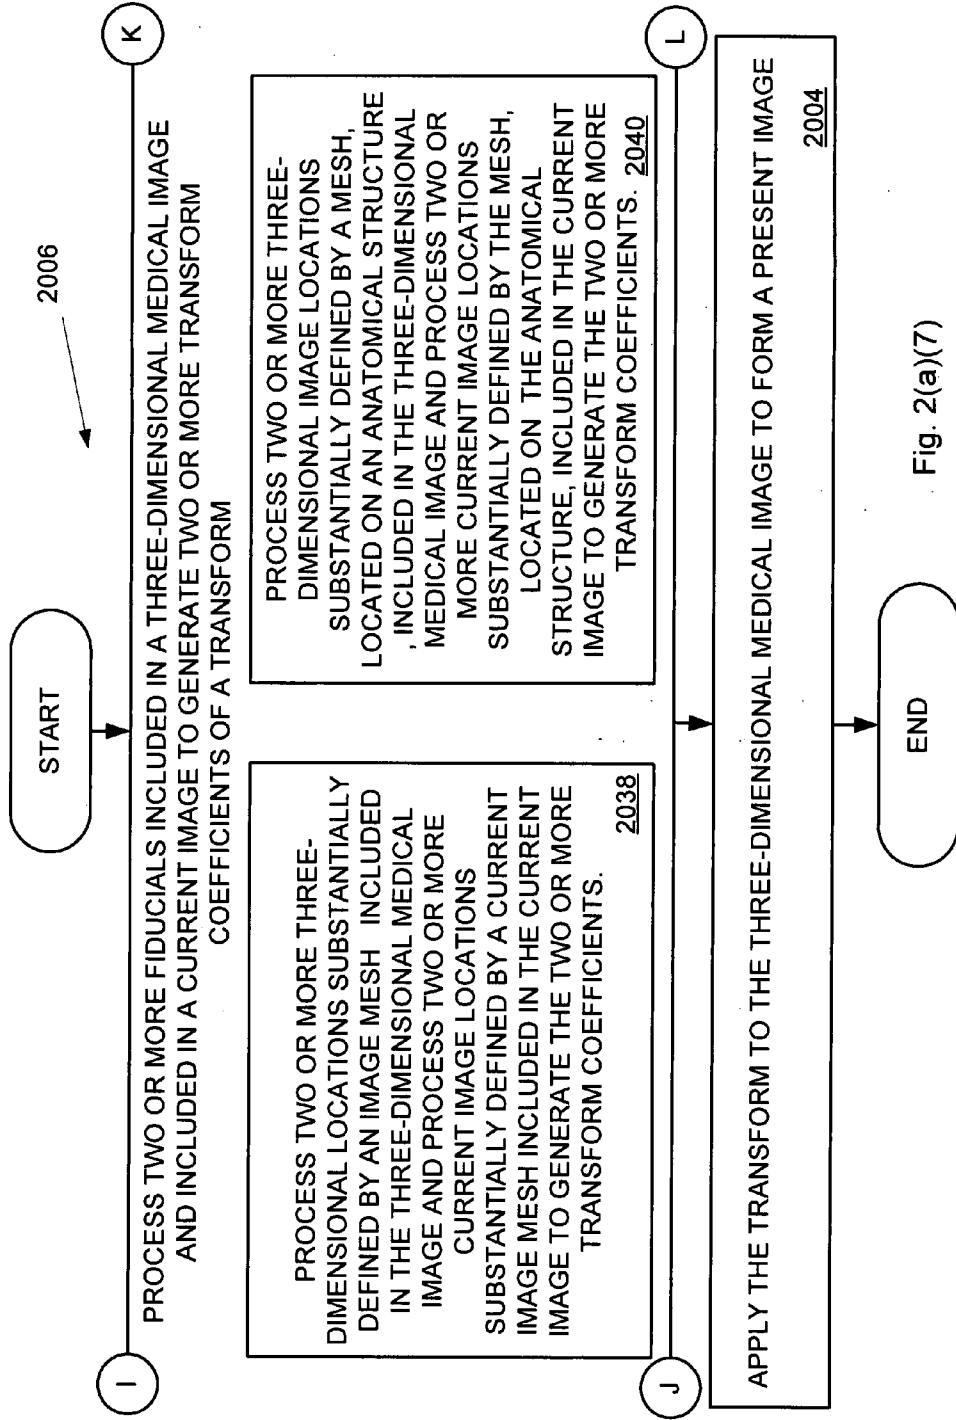 2006
START
I
K
PROCESS TWO OR MORE FIDUCIALS INCLUDED IN A THREE-DIMENSIONAL MEDICAL IMAGE
AND INCLUDED IN A CURRENT IMAGE TO GENERATE TWO OR MORE TRANSFORM
COEFFICIENTS OF A TRANSFORM
PROCESS TWO OR MORE THREE-
DIMENSIONAL LOCATIONS SUBSTANTIALLY
DEFINED BY AN IMAGE MESH INCLUDED
IN THE THREE-DIMENSIONAL MEDICAL
IMAGE AND PROCESS TWO OR MORE
CURRENT IMAGE LOCATIONS
SUBSTANTIALLY DEFINED BY A CURRENT
IMAGE MESH INCLUDED IN THE CURRENT
IMAGE TO GENERATE THE TWO OR MORE
TRANSFORM COEFFICIENTS.
2038
PROCESS TWO OR MORE THREE-
DIMENSIONAL IMAGE LOCATIONS
SUBSTANTIALLY DEFINED BY A MESH,
LOCATED ON AN ANATOMICAL STRUCTURE
, INCLUDED IN THE THREE-DIMENSIONAL
MEDICAL IMAGE AND PROCESS TWO OR
MORE CURRENT IMAGE LOCATIONS
SUBSTANTIALLY DEFINED BY THE MESH,
LOCATED ON THE ANATOMICAL
STRUCTURE, INCLUDED IN THE CURRENT
IMAGE TO GENERATE THE TWO OR MORE
TRANSFORM COEFFICIENTS. 2040
J
L
APPLY THE TRANSFORM TO THE THREE-DIMENSIONAL MEDICAL IMAGE TO FORM A PRESENT IMAGE
2004
END
Fig. 2(a)(7)